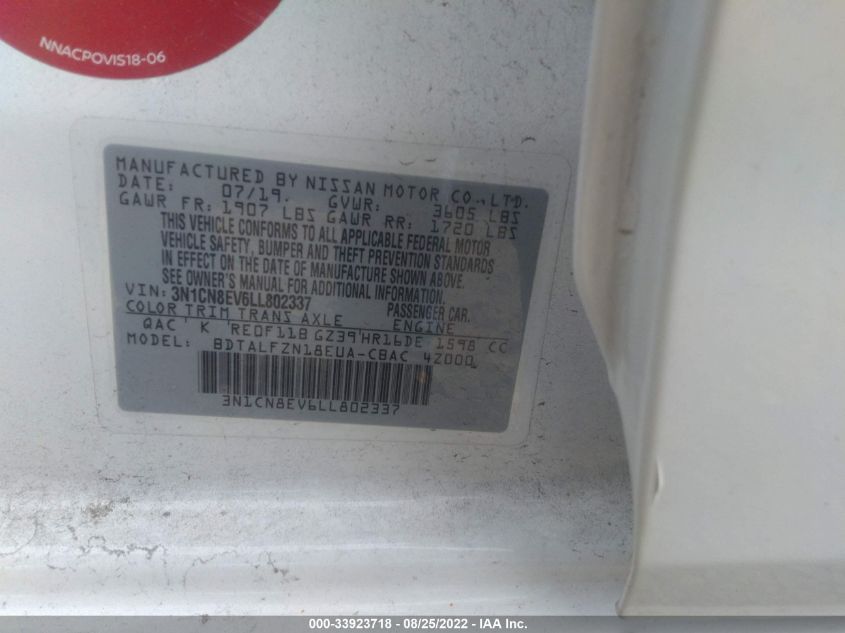 NNACPOVIS18-06
MANUFACTURED BY NISSAN MOTOR CO.,LTD.
DATE: 07/19. GVWR: 3605 LBS
GAWR FR: 1907 LBS GAWR RR: 1720 LBS
THIS VEHICLE CONFORMS TO ALL APPLICABLE FEDERAL MOTOR
VEHICLE SAFETY, BUMPER AND THEFT PREVENTION STANDARDS
IN EFFECT ON THE DATE OF MANUFACTURE SHOWN ABOVE.
SEE OWNER'S MANUAL FOR ADDITIONAL INFORMATION.
VIN: 3N1CN8EV6LL802337 PASSENGER CAR.
COLOR TRIM TRANS AXLE ENGINE
QAC K RE0F11B GZ39 HR16DE 1598 CC
MODEL: BDTALFZN18EUA-CBAC 42000
3N1CN8EV6LL802337
000-33923718 - 08/25/2022 - IAA Inc.